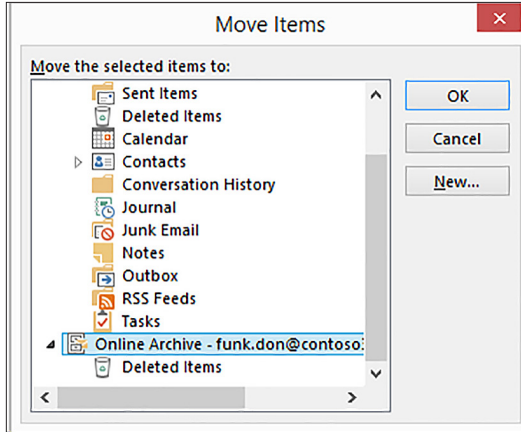 Move Items
Move the selected items to:
Sent Items
Deleted Items
Calendar
Contacts
Conversation History
Journal
Junk Email
Notes
Outbox
RSS Feeds
Tasks
Online Archive - funk.don@contoso
Deleted Items
OK
Cancel
New...